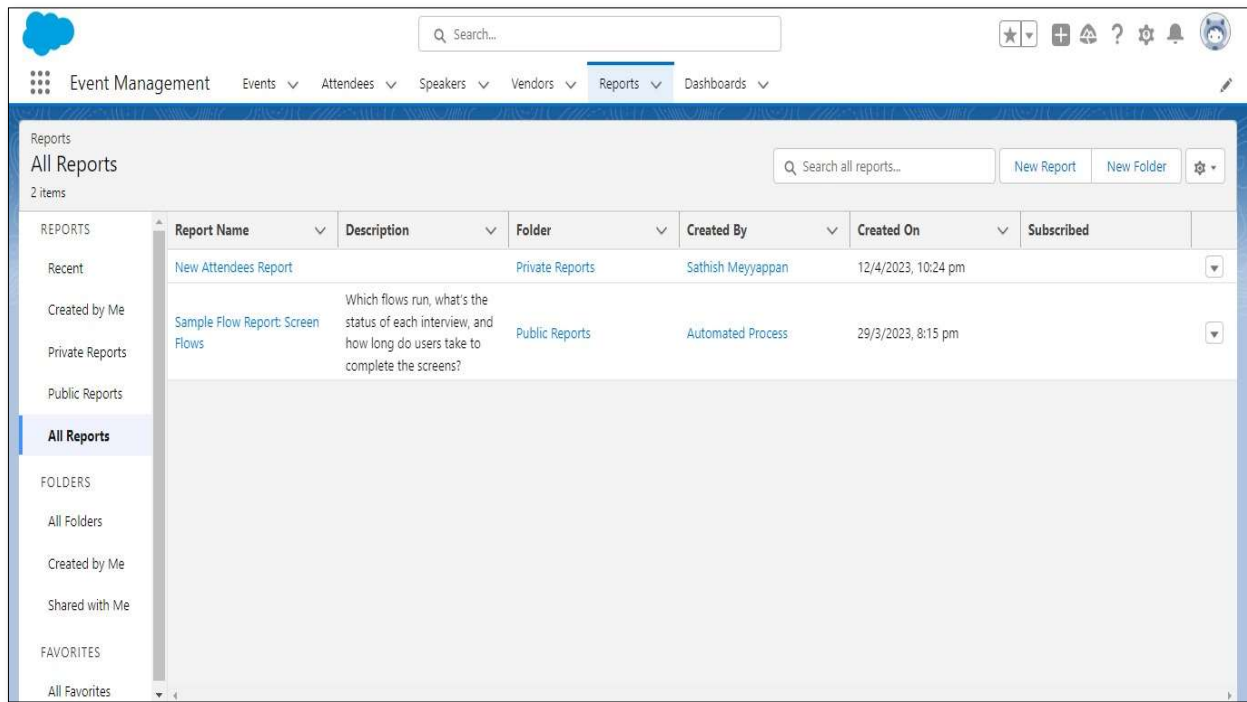 Search...
Event Management Events Attendees Speakers Vendors Reports Dashboards
Reports
All Reports
2 items
Search all reports...
New Report New Folder
REPORTS
Recent
Created by Me
Private Reports
Public Reports
All Reports
FOLDERS
All Folders
Created by Me
Shared with Me
FAVORITES
All Favorites
Report Name Description Folder Created By Created On Subscribed
New Attendees Report Private Reports Sathish Meyyappan 12/4/2023, 10:24 pm
Sample Flow Report: Screen
Flows
Which flows run, what's the
status of each interview, and
how long do users take to
complete the screens?
Public Reports Automated Process 29/3/2023, 8:15 pm